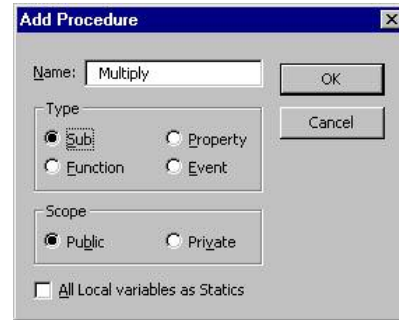 Add Procedure
Name: Multiply
OK
Cancel
Type
Sub
Property
Function
Event
Scope
Public
Private
All Local variables as Statics